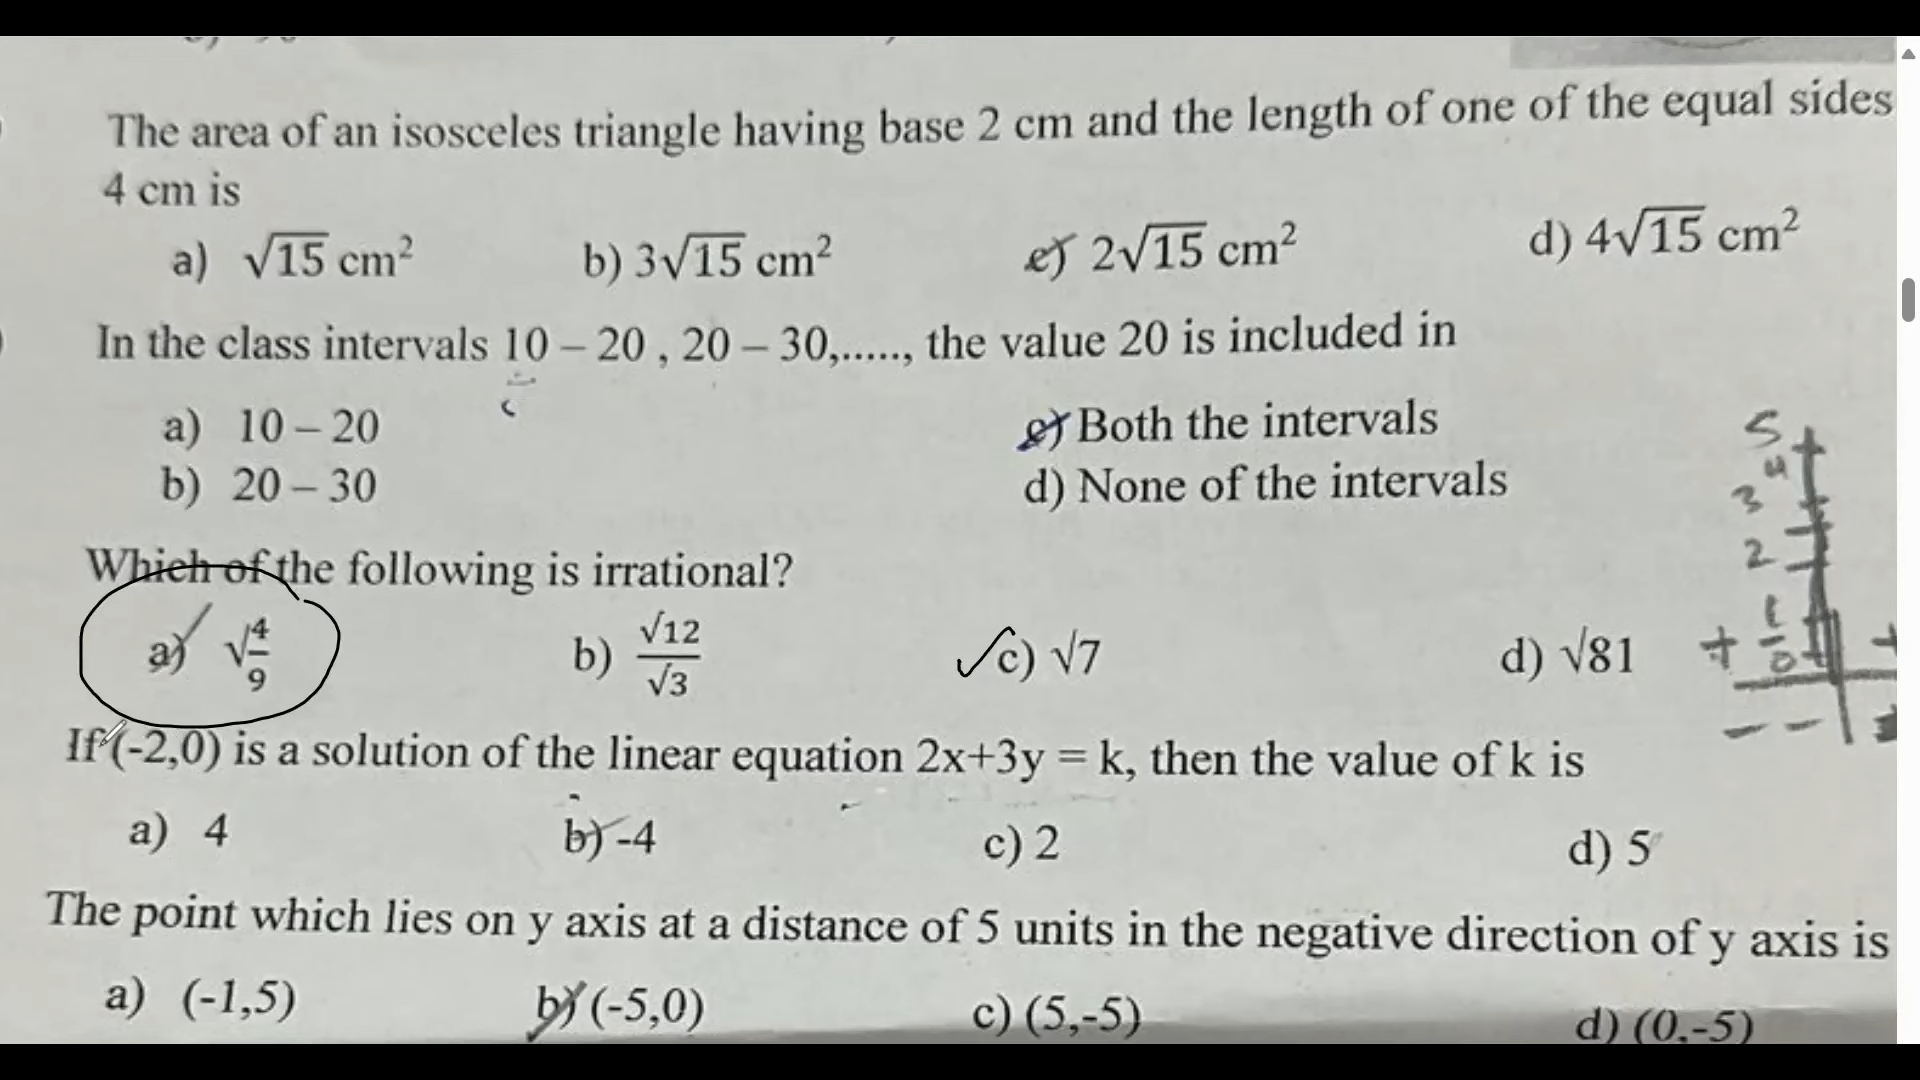 The area of an isosceles triangle having base 2 cm and the length of one of the equal sides
4 cm is
a) √15 cm² b) 3√15 cm² c) 2√15 cm² d) 4√15 cm²
In the class intervals 10 – 20 , 20 – 30,....., the value 20 is included in
a) 10 – 20 c) Both the intervals
b) 20 – 30 d) None of the intervals
5
4
3
2
1
0
Which of the following is irrational?
a) √4/9 b) √12/√3 c) √7 d) √81
If (-2,0) is a solution of the linear equation 2x+3y = k, then the value of k is
a) 4 b) -4 c) 2 d) 5
The point which lies on y axis at a distance of 5 units in the negative direction of y axis is
a) (-1,5) b) (-5,0) c) (5,-5) d) (0,-5)